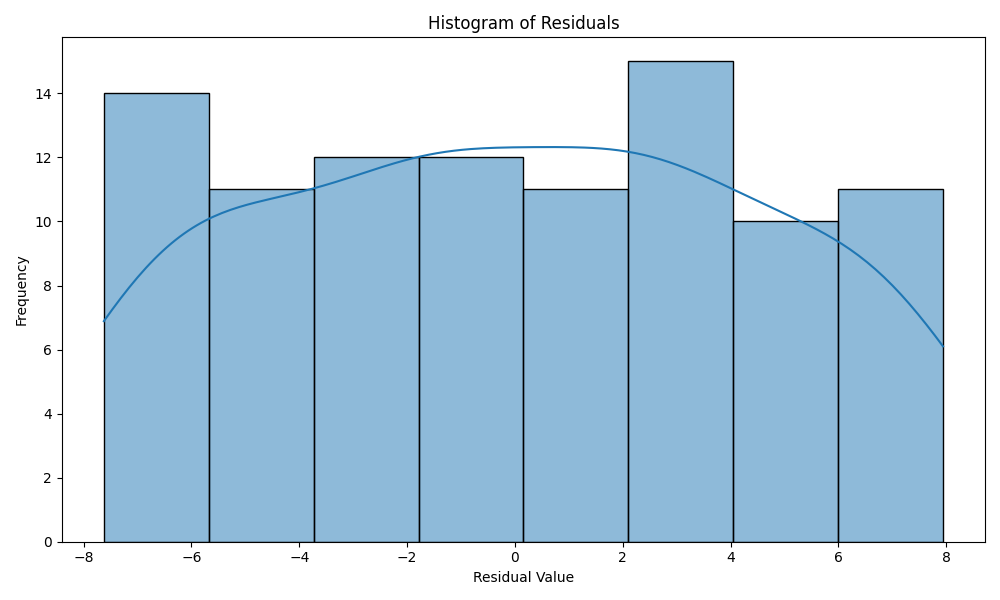 Histogram of Residuals
Frequency
14
12
10
8
6
4
2
0
−8 −6 −4 −2 0 2 4 6 8
Residual Value